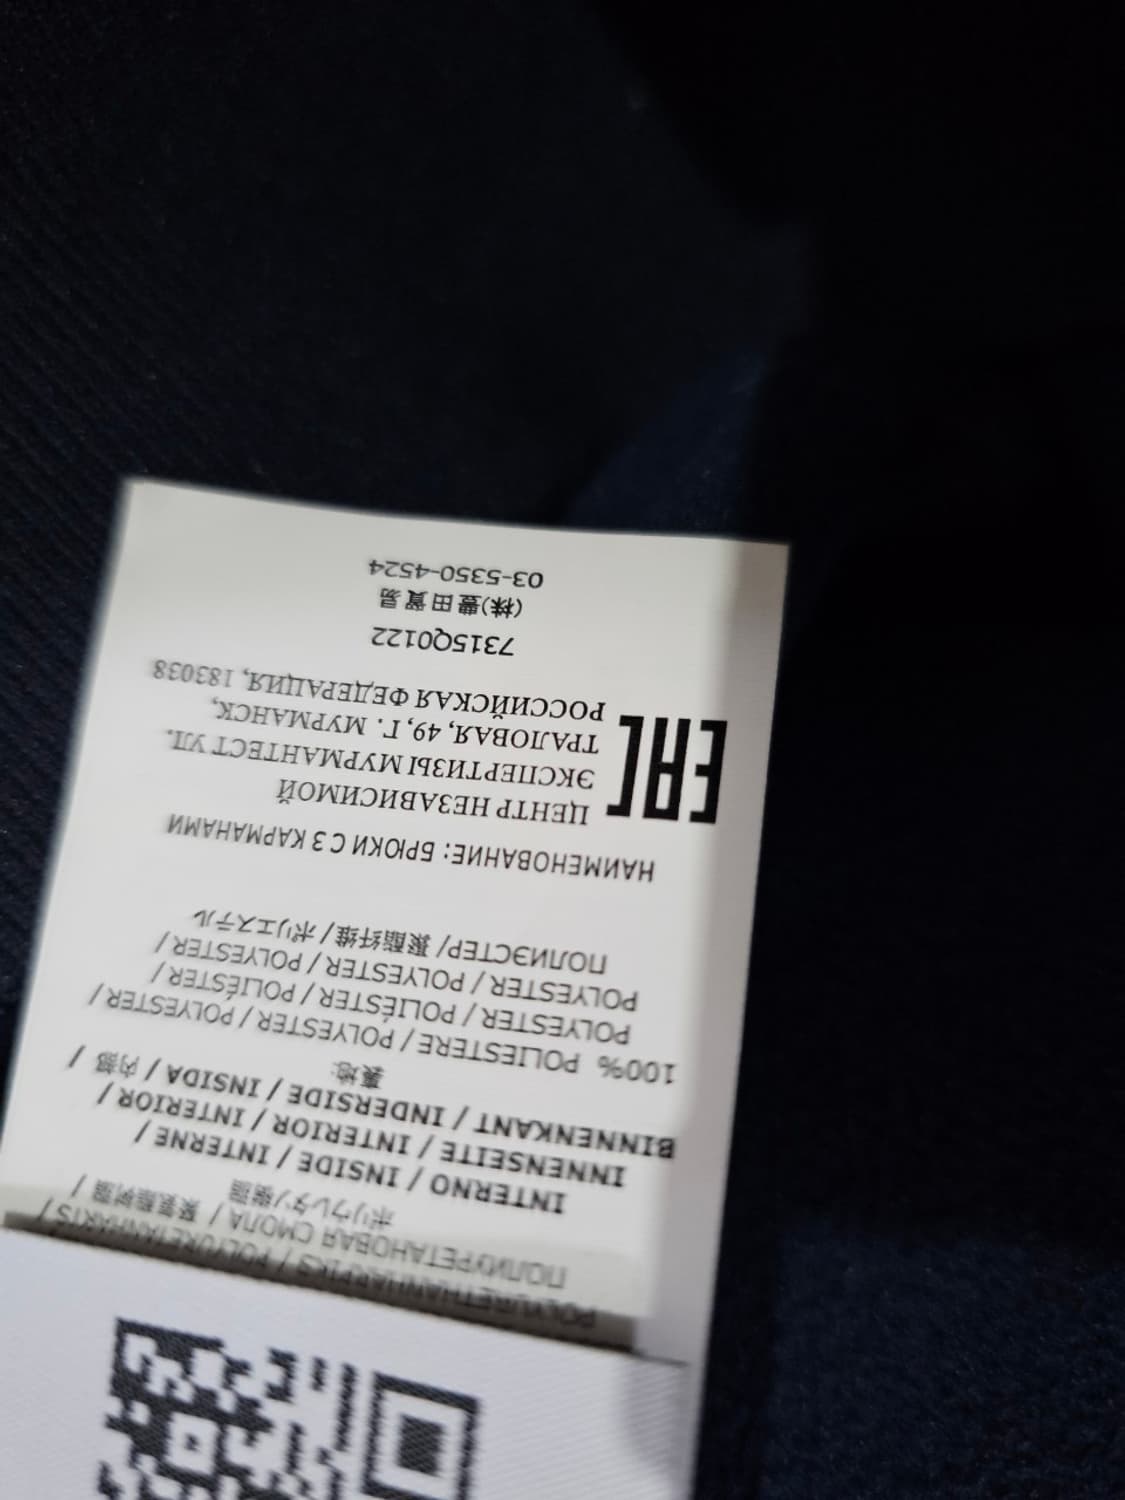 POLYURETHANHARPIKS / POLYURETANHARTS /
ПОЛИУРЕТАНОВАЯ СМОЛА / 聚氨酯树脂 /
ポリウレタン樹脂
INTERNO / INSIDE / INTERNE /
INNENSEITE / INTERIOR / INTERIOR /
BINNENKANT / INDERSIDE / INSIDA / 内部 /
裏地:
100% POLIESTERE / POLYESTER / POLYESTER /
POLYESTER / POLIÉSTER / POLIÉSTER /
POLYESTER / POLYESTER / POLYESTER /
ПОЛИЭСТЕР/ 聚酯纤维/ ポリエステル
НАИМЕНОВАНИЕ: БРЮКИ С 3 КАРМАНАМИ
EAC
ЦЕНТР НЕЗАВИСИМОЙ
ЭКСПЕРТИЗЫ МУРМАНТЕСТ УЛ.
ТРАЛОВАЯ, 49, Г. МУРМАНСК,
РОССИЙСКАЯ ФЕДЕРАЦИЯ, 183038
7315Q0122
(株)豊田貿易
03-5350-4524